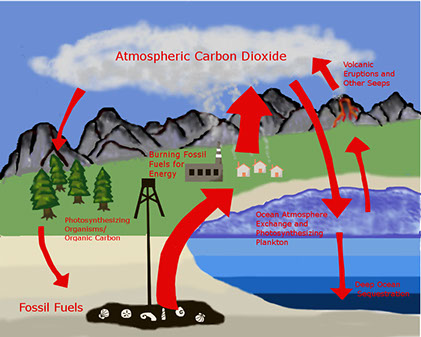 Atmospheric Carbon Dioxide
Volcanic
Eruptions and
Other Seeps
Burning Fossil
Fuels for
Energy
Photosynthesizing
Organisms/
Organic Carbon
Ocean Atmosphere
Exchange and
Photosynthesizing
Plankton
Deep Ocean
Sequestration
Fossil Fuels